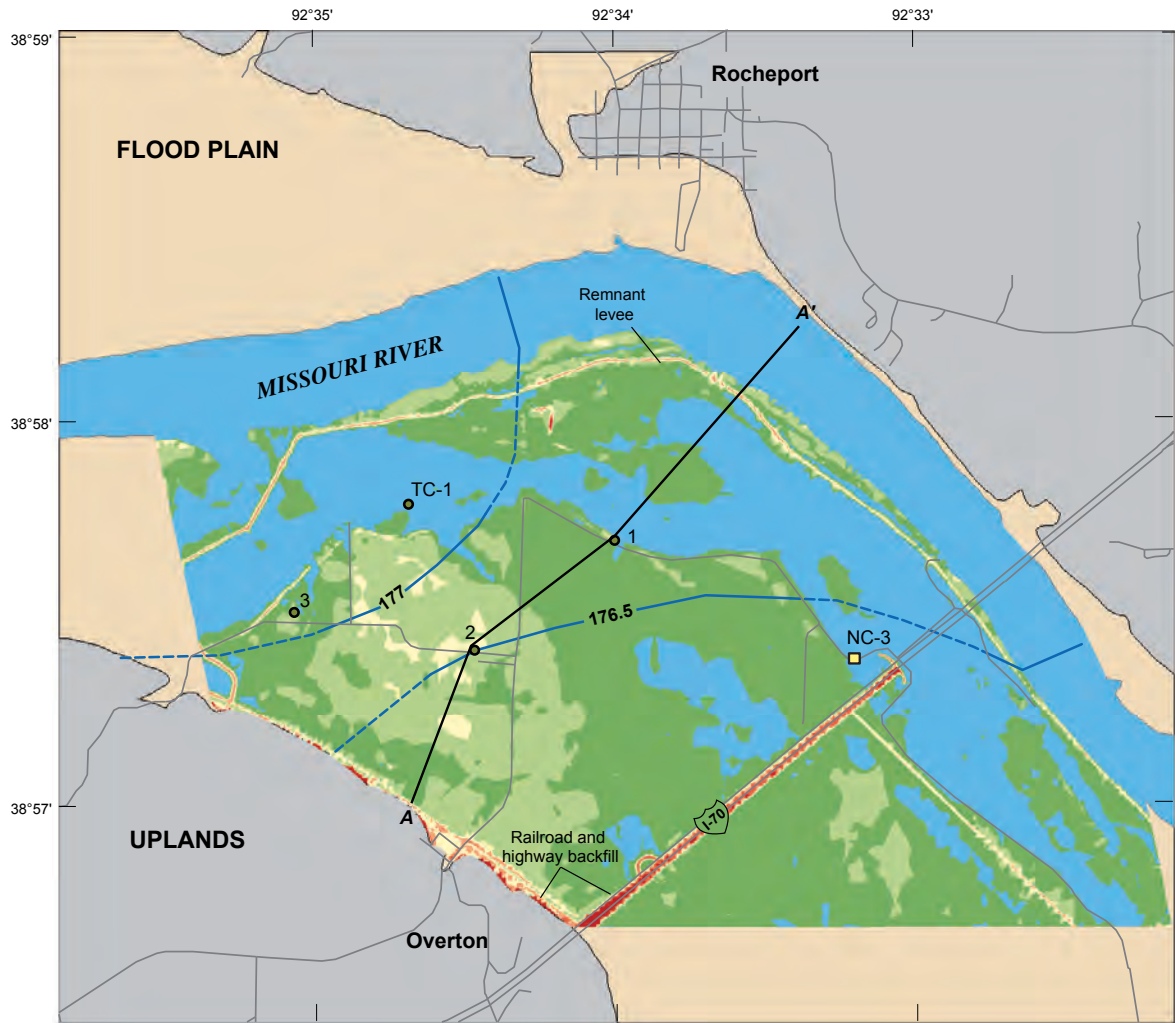 92°35' 92°34' 92°33'
38°59'
Rocheport
FLOOD PLAIN
Remnant
levee
A'
MISSOURI RIVER
38°58'
TC-1
1
177
3
176.5
2
NC-3
38°57'
A
I-70
UPLANDS
Railroad and
highway backfill
Overton